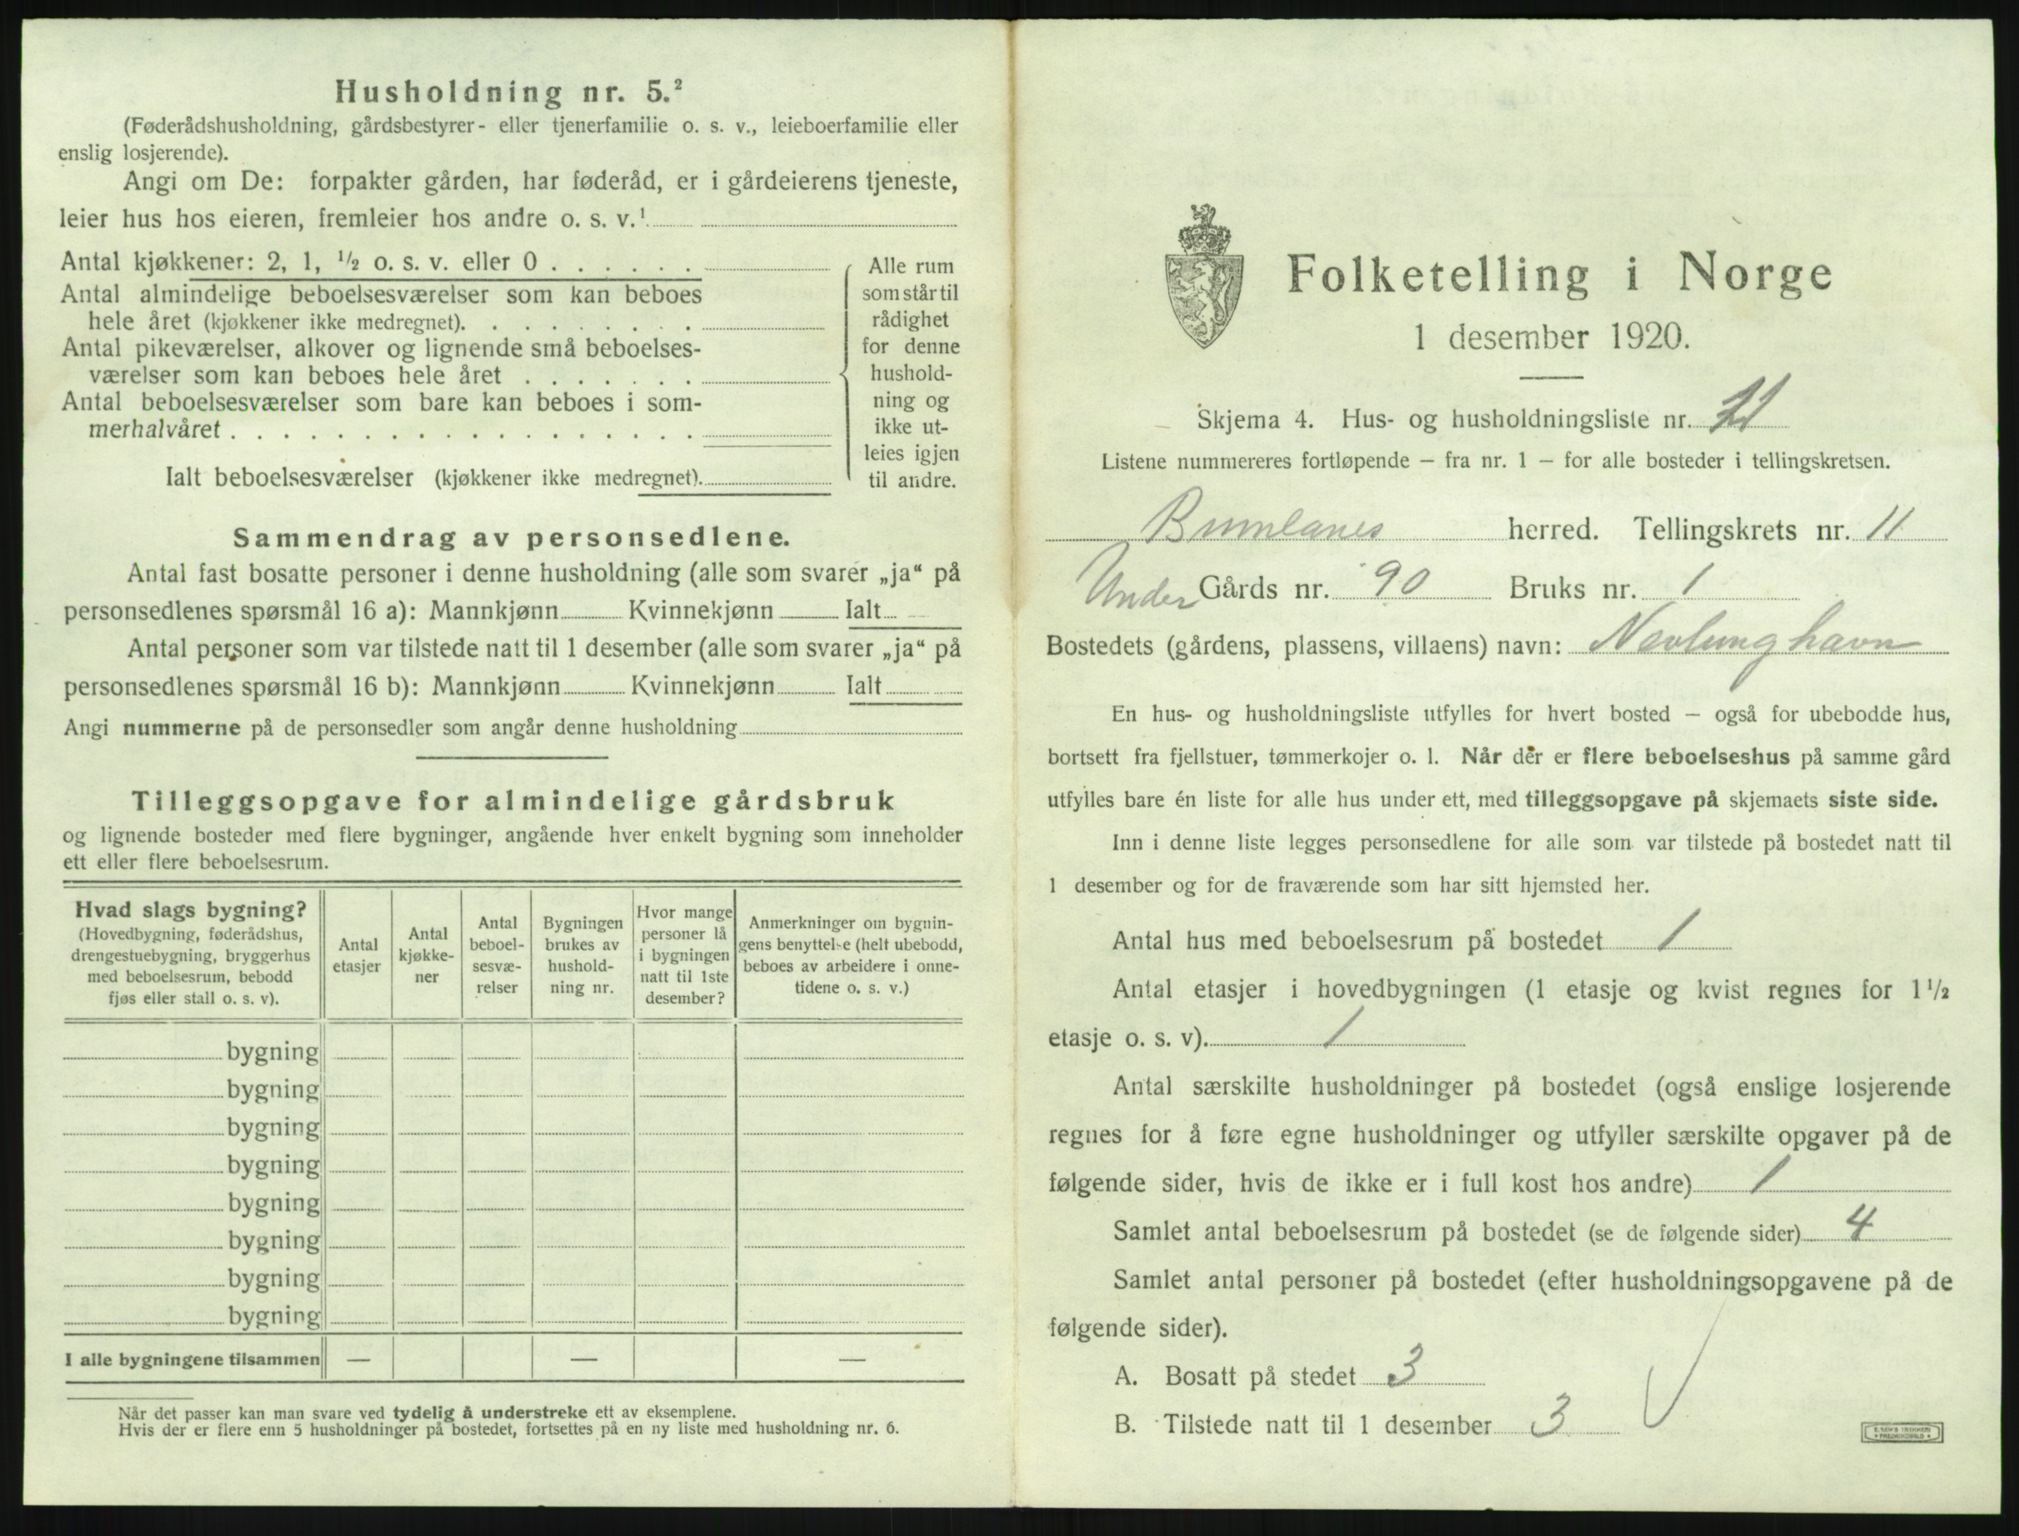 Husholdning nr. 5.²
(Føderådshusholdning, gårdsbestyrer- eller tjenerfamilie o. s. v., leieboerfamilie eller
enslig losjerende).
Angi om De: forpakter gården, har føderåd, er i gårdeierens tjeneste,
leier hus hos eieren, fremleier hos andre o. s. v.¹
Antal kjøkkener: 2, 1, ½ o. s. v. eller 0 . . . . . .
Antal almindelige beboelsesværelser som kan beboes
hele året (kjøkkener ikke medregnet). . . . . . . . .
Antal pikeværelser, alkover og lignende små beboelses-
værelser som kan beboes hele året . . . . . . .
Antal beboelsesværelser som bare kan beboes i som-
merhalvåret . . . . . . . . . . . . . . . . . .
Ialt beboelsesværelser (kjøkkener ikke medregnet).
Alle rum
som står til
rådighet
for denne
hushold-
ning og
ikke ut-
leies igjen
til andre.
Sammendrag av personsedlene.
Antal fast bosatte personer i denne husholdning (alle som svarer „ja“ på
personsedlenes spørsmål 16 a): Mannkjønn Kvinnekjønn Ialt
Antal personer som var tilstede natt til 1 desember (alle som svarer „ja“ på
personsedlenes spørsmål 16 b): Mannkjønn Kvinnekjønn Ialt
Angi nummerne på de personsedler som angår denne husholdning
Tilleggsopgave for almindelige gårdsbruk
og lignende bosteder med flere bygninger, angående hver enkelt bygning som inneholder
ett eller flere beboelsesrum.
Hvad slags bygning?
(Hovedbygning, føderådshus,
drengestuebygning, bryggerhus
med beboelsesrum, bebodd
fjøs eller stall o. s. v).
Antal
etasjer
Antal
kjøkke-
ner
Antal
beboel-
sesvæ-
relser
Bygningen
brukes av
hushold-
ning nr.
Hvor mange
personer lå
i bygningen
natt til 1ste
desember?
Anmerkninger om bygnin-
gens benyttelse (helt ubebodd,
beboes av arbeidere i onne-
tidene o. s. v.)
bygning
bygning
bygning
bygning
bygning
bygning
bygning
bygning
I alle bygningene tilsammen — — —
Når det passer kan man svare ved tydelig å understreke ett av eksemplene.
Hvis der er flere enn 5 husholdninger på bostedet, fortsettes på en ny liste med husholdning nr. 6.
Folketelling i Norge
1 desember 1920.
Skjema 4. Hus- og husholdningsliste nr.
Listene nummereres fortløpende – fra nr. 1 – for alle bosteder i tellingskretsen.
Brunlanes herred. Tellingskrets nr. 11
Under Gårds nr. 90 Bruks nr. 1
Bostedets (gårdens, plassens, villaens) navn: Nevlunghavn
En hus- og husholdningsliste utfylles for hvert bosted – også for ubebodde hus,
bortsett fra fjellstuer, tømmerkojer o. l. Når der er flere beboelseshus på samme gård
utfylles bare én liste for alle hus under ett, med tilleggsopgave på skjemaets siste side.
Inn i denne liste legges personsedlene for alle som var tilstede på bostedet natt til
1 desember og for de fraværende som har sitt hjemsted her.
Antal hus med beboelsesrum på bostedet 1
Antal etasjer i hovedbygningen (1 etasje og kvist regnes for 1½
etasje o. s. v). 1
Antal særskilte husholdninger på bostedet (også enslige losjerende
regnes for å føre egne husholdninger og utfyller særskilte opgaver på de
følgende sider, hvis de ikke er i full kost hos andre) 1
Samlet antal beboelsesrum på bostedet (se de følgende sider) 4
Samlet antal personer på bostedet (efter husholdningsopgavene på de
følgende sider).
A. Bosatt på stedet 3
B. Tilstede natt til 1 desember 3